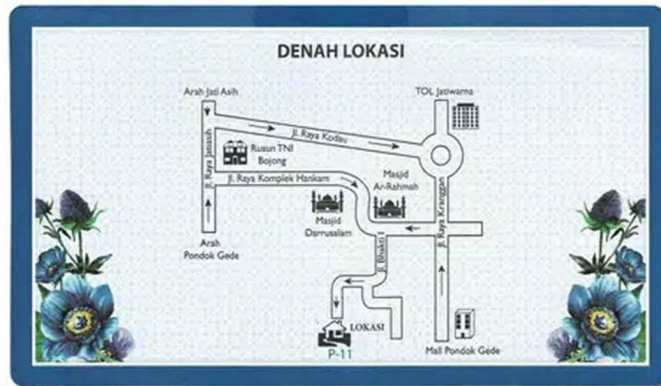 DENAH LOKASI
Arah Jati Asih
TOL Jatiwarna
Jl. Raya Kodau
Rusun TNI
Bojong
Jl. Raya Jatiasih
Jl. Raya Komplek Hankam
Masjid
Ar-Rahmah
Masjid
Darrusalam
Jl. Raya Kranggan
Arah
Pondok Gede
Jl. Bhakti I
LOKASI
P-11
Mall Pondok Gede